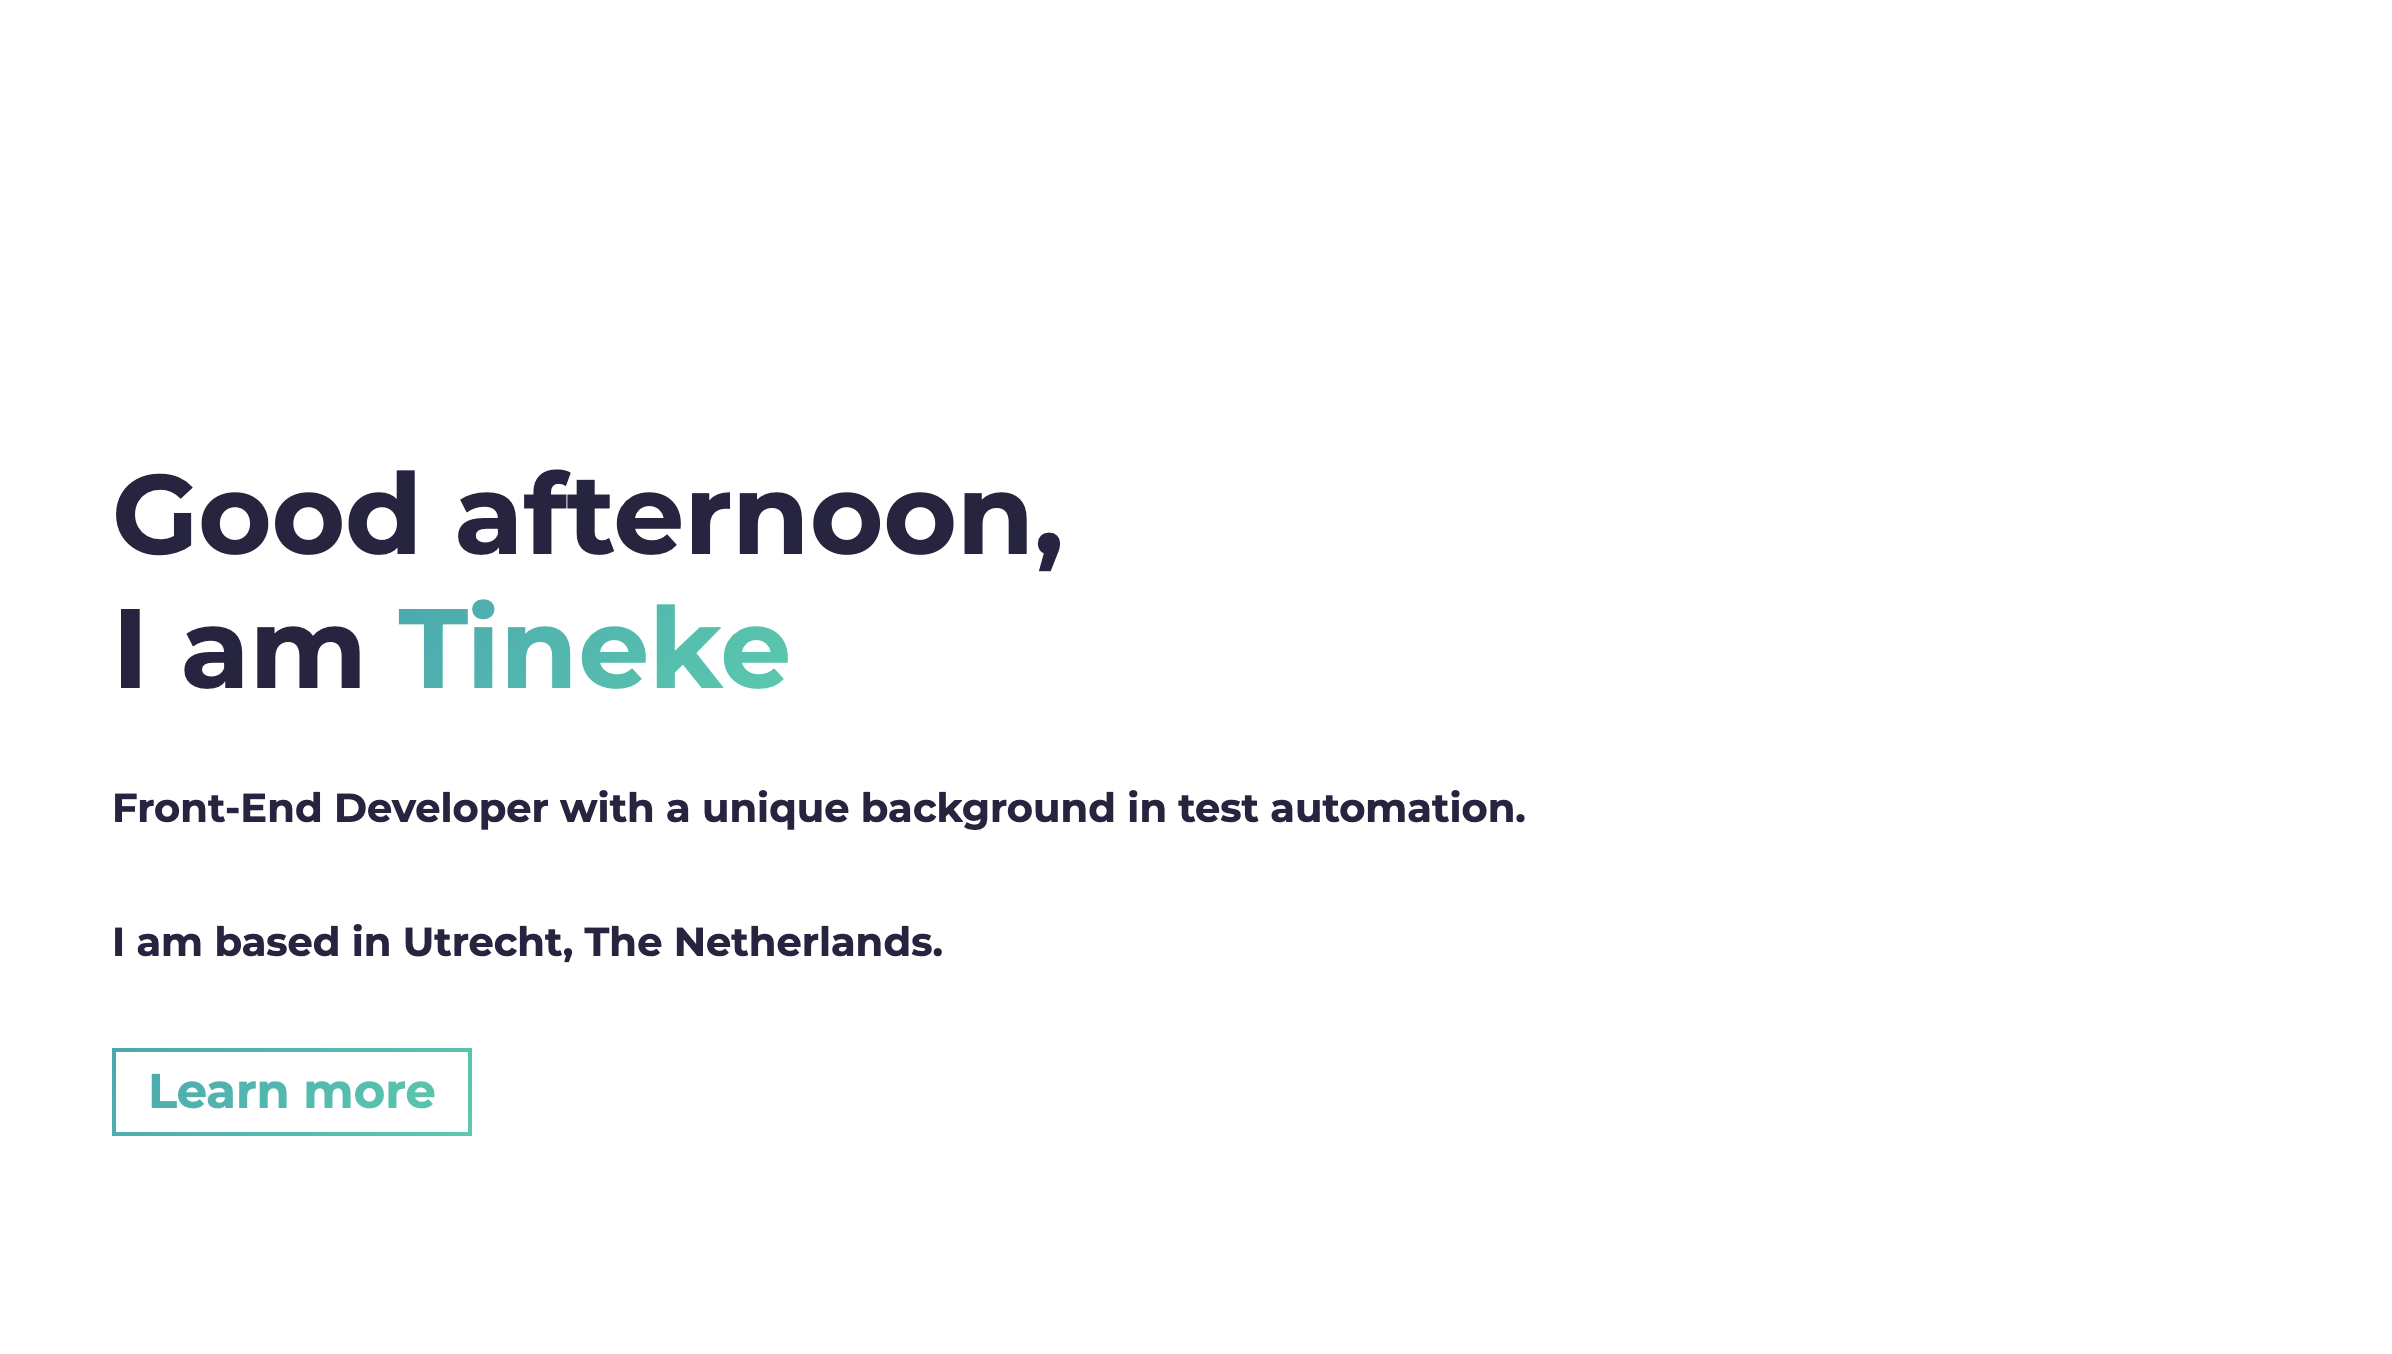 Good afternoon,
I am Tineke
Front-End Developer with a unique background in test automation.
I am based in Utrecht, The Netherlands.
Learn more